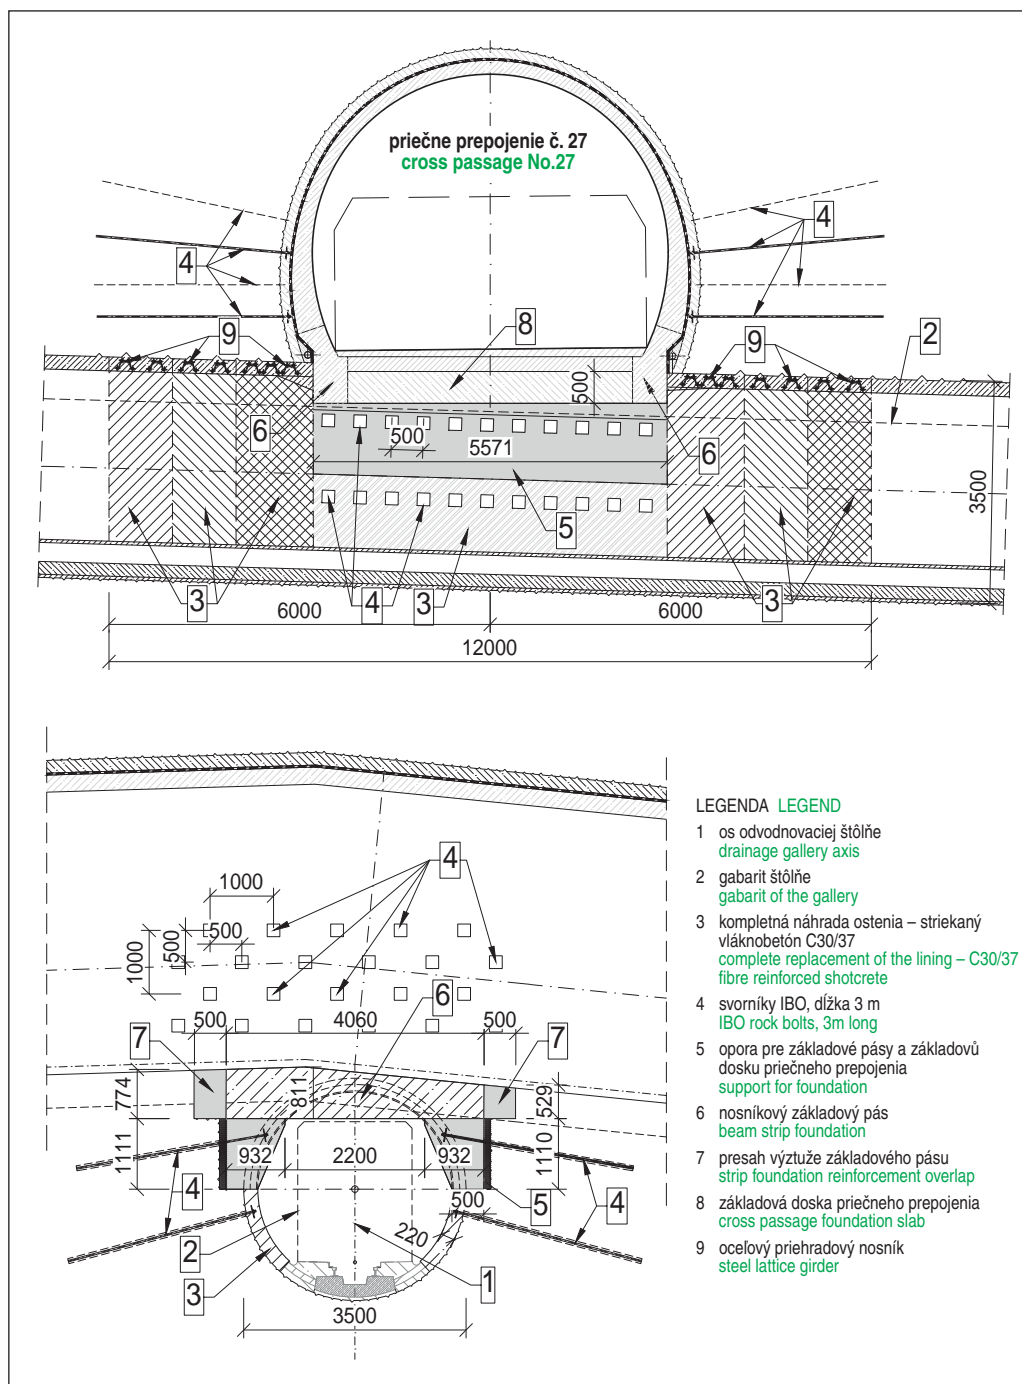 priečne prepojenie č. 27
cross passage No.27
4
4
9
8
9
2
500
6
500
5571
6
3500
5
3
4
3
3
6000
6000
12000
4
1000
500
500
1000
6
500
4060
500
7
7
774
811
529
1111
932
2200
932
1110
4
500
5
4
2
220
3
1
3500
LEGENDA LEGEND
1 os odvodnovaciej štôlňe
drainage gallery axis
2 gabarit štôlňe
gabarit of the gallery
3 kompletná náhrada ostenia – striekaný
vláknobetón C30/37
complete replacement of the lining – C30/37
fibre reinforced shotcrete
4 svorníky IBO, dĺžka 3 m
IBO rock bolts, 3m long
5 opora pre základové pásy a základovů
dosku priečneho prepojenia
support for foundation
6 nosníkový základový pás
beam strip foundation
7 presah výztuže základového pásu
strip foundation reinforcement overlap
8 základová doska priečneho prepojenia
cross passage foundation slab
9 oceľový priehradový nosník
steel lattice girder